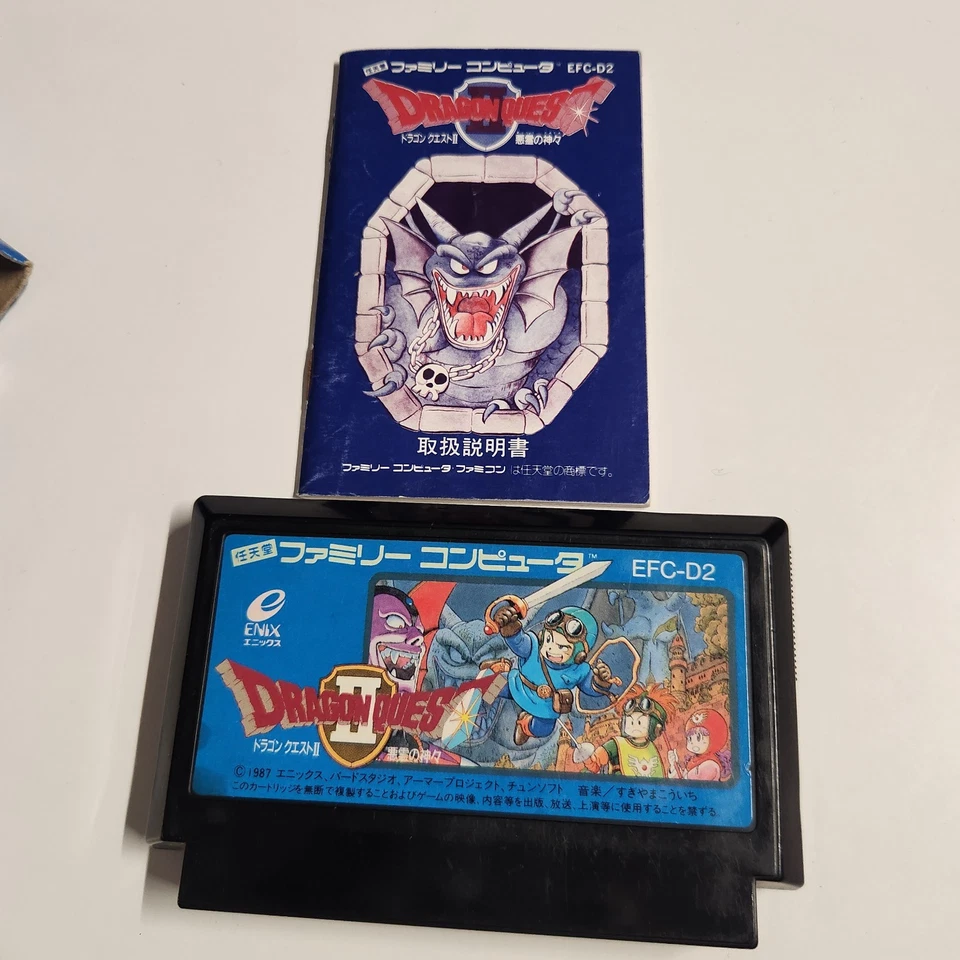 任天堂 ファミリー コンピュータ™ EFC-D2
DRAGON QUEST II
ドラゴン クエストII 悪霊の神々
取扱説明書
ファミリー コンピュータ・ファミコン は任天堂の商標です。
任天堂 ファミリー コンピュータ™ EFC-D2
ENIX
エニックス
DRAGON QUEST II
ドラゴン クエストII 悪霊の神々
©1987 エニックス、バードスタジオ、アーマープロジェクト、チュンソフト. 音楽/すぎやまこういち
このカートリッジを無断で複製することおよびゲームの映像、内容等を出版、放送、上演等に使用することを禁ずる。